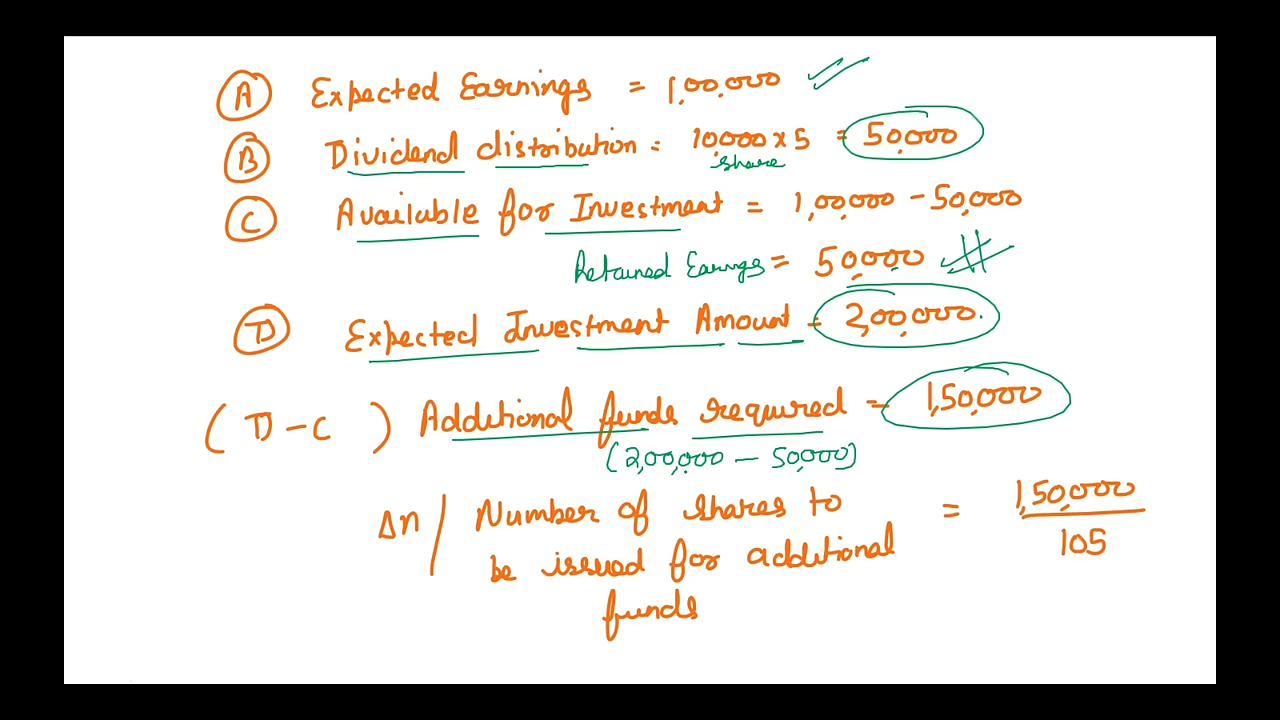 A Expected Earnings = 1,00,000
B Dividend distribution = 10,000 x 5 = 50,000
share
C Available for Investment = 1,00,000 - 50,000
Retained Earnings = 50,000
D Expected Investment Amount = 2,00,000.
(D-C) Additional funds required = 1,50,000
(2,00,000 - 50,000)
Δn / Number of shares to = 1,50,000
105
be issued for additional
funds